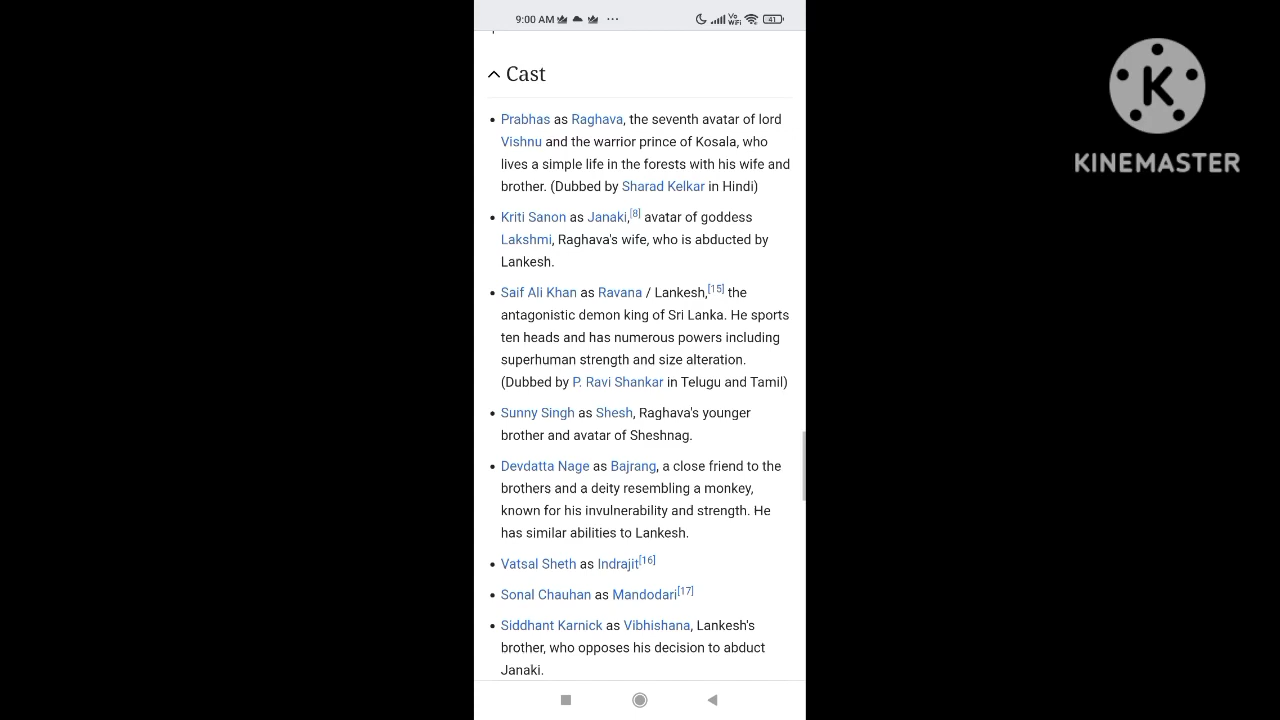 9:00 AM ...
Vo
WiFi
41
Cast
Prabhas as Raghava, the seventh avatar of lord
Vishnu and the warrior prince of Kosala, who
lives a simple life in the forests with his wife and
brother. (Dubbed by Sharad Kelkar in Hindi)
Kriti Sanon as Janaki,[8] avatar of goddess
Lakshmi, Raghava's wife, who is abducted by
Lankesh.
Saif Ali Khan as Ravana / Lankesh,[15] the
antagonistic demon king of Sri Lanka. He sports
ten heads and has numerous powers including
superhuman strength and size alteration.
(Dubbed by P. Ravi Shankar in Telugu and Tamil)
Sunny Singh as Shesh, Raghava's younger
brother and avatar of Sheshnag.
Devdatta Nage as Bajrang, a close friend to the
brothers and a deity resembling a monkey,
known for his invulnerability and strength. He
has similar abilities to Lankesh.
Vatsal Sheth as Indrajit[16]
Sonal Chauhan as Mandodari[17]
Siddhant Karnick as Vibhishana, Lankesh's
brother, who opposes his decision to abduct
Janaki.
K
KINEMASTER